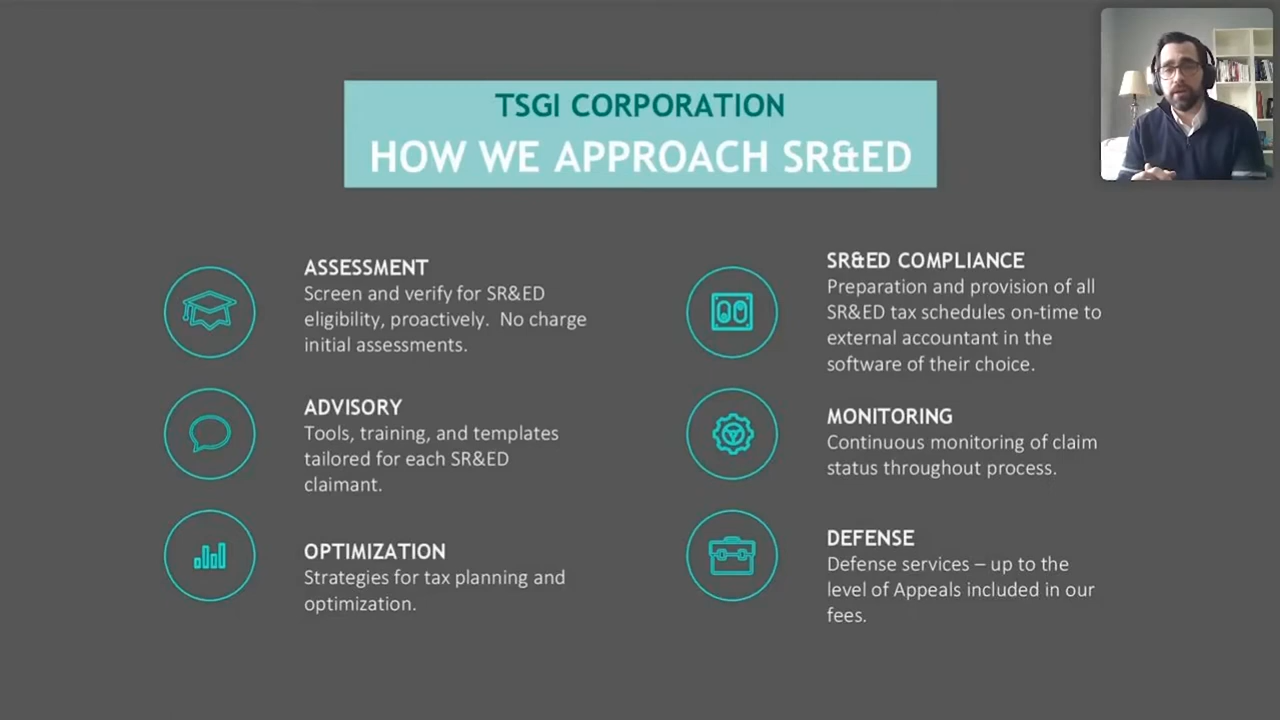 TSGI CORPORATION
HOW WE APPROACH SR&ED
ASSESSMENT
Screen and verify for SR&ED
eligibility, proactively.  No charge
initial assessments.
ADVISORY
Tools, training, and templates
tailored for each SR&ED
claimant.
OPTIMIZATION
Strategies for tax planning and
optimization.
SR&ED COMPLIANCE
Preparation and provision of all
SR&ED tax schedules on-time to
external accountant in the
software of their choice.
MONITORING
Continuous monitoring of claim
status throughout process.
DEFENSE
Defense services – up to the
level of Appeals included in our
fees.